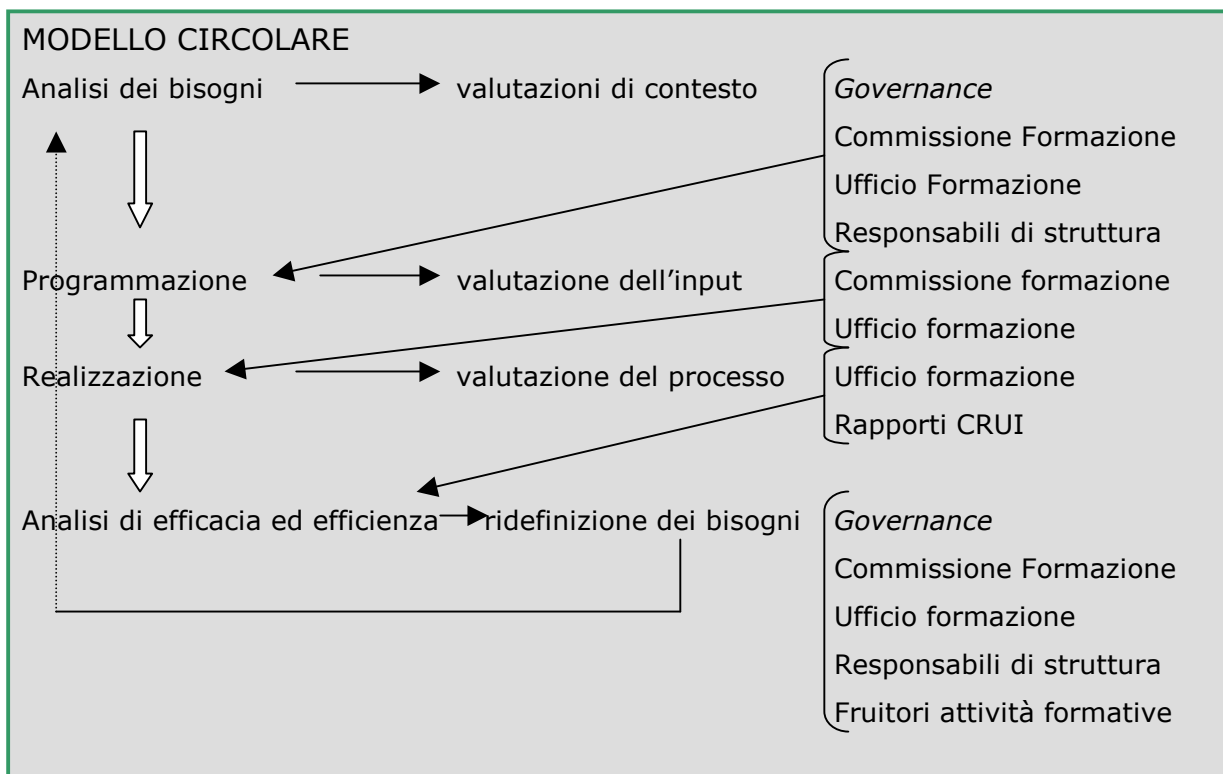 MODELLO CIRCOLARE
Analisi dei bisogni valutazioni di contesto Governance
Commissione Formazione
Ufficio Formazione
Responsabili di struttura
Programmazione valutazione dell’input Commissione formazione
Ufficio formazione
Realizzazione valutazione del processo Ufficio formazione
Rapporti CRUI
Analisi di efficacia ed efficienza ridefinizione dei bisogni Governance
Commissione Formazione
Ufficio formazione
Responsabili di struttura
Fruitori attività formative